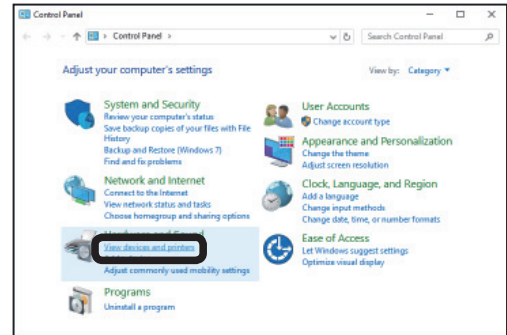 Control Panel
Control Panel
Search Control Panel
Adjust your computer's settings
View by: Category
System and Security
Review your computer's status
Save backup copies of your files with File
History
Backup and Restore (Windows 7)
Find and fix problems
Network and Internet
Connect to the Internet
View network status and tasks
Choose homegroup and sharing options
Hardware and Sound
View devices and printers
Adjust commonly used mobility settings
Programs
Uninstall a program
User Accounts
Change account type
Appearance and Personalization
Change the theme
Adjust screen resolution
Clock, Language, and Region
Add a language
Change input methods
Change date, time, or number formats
Ease of Access
Let Windows suggest settings
Optimize visual display